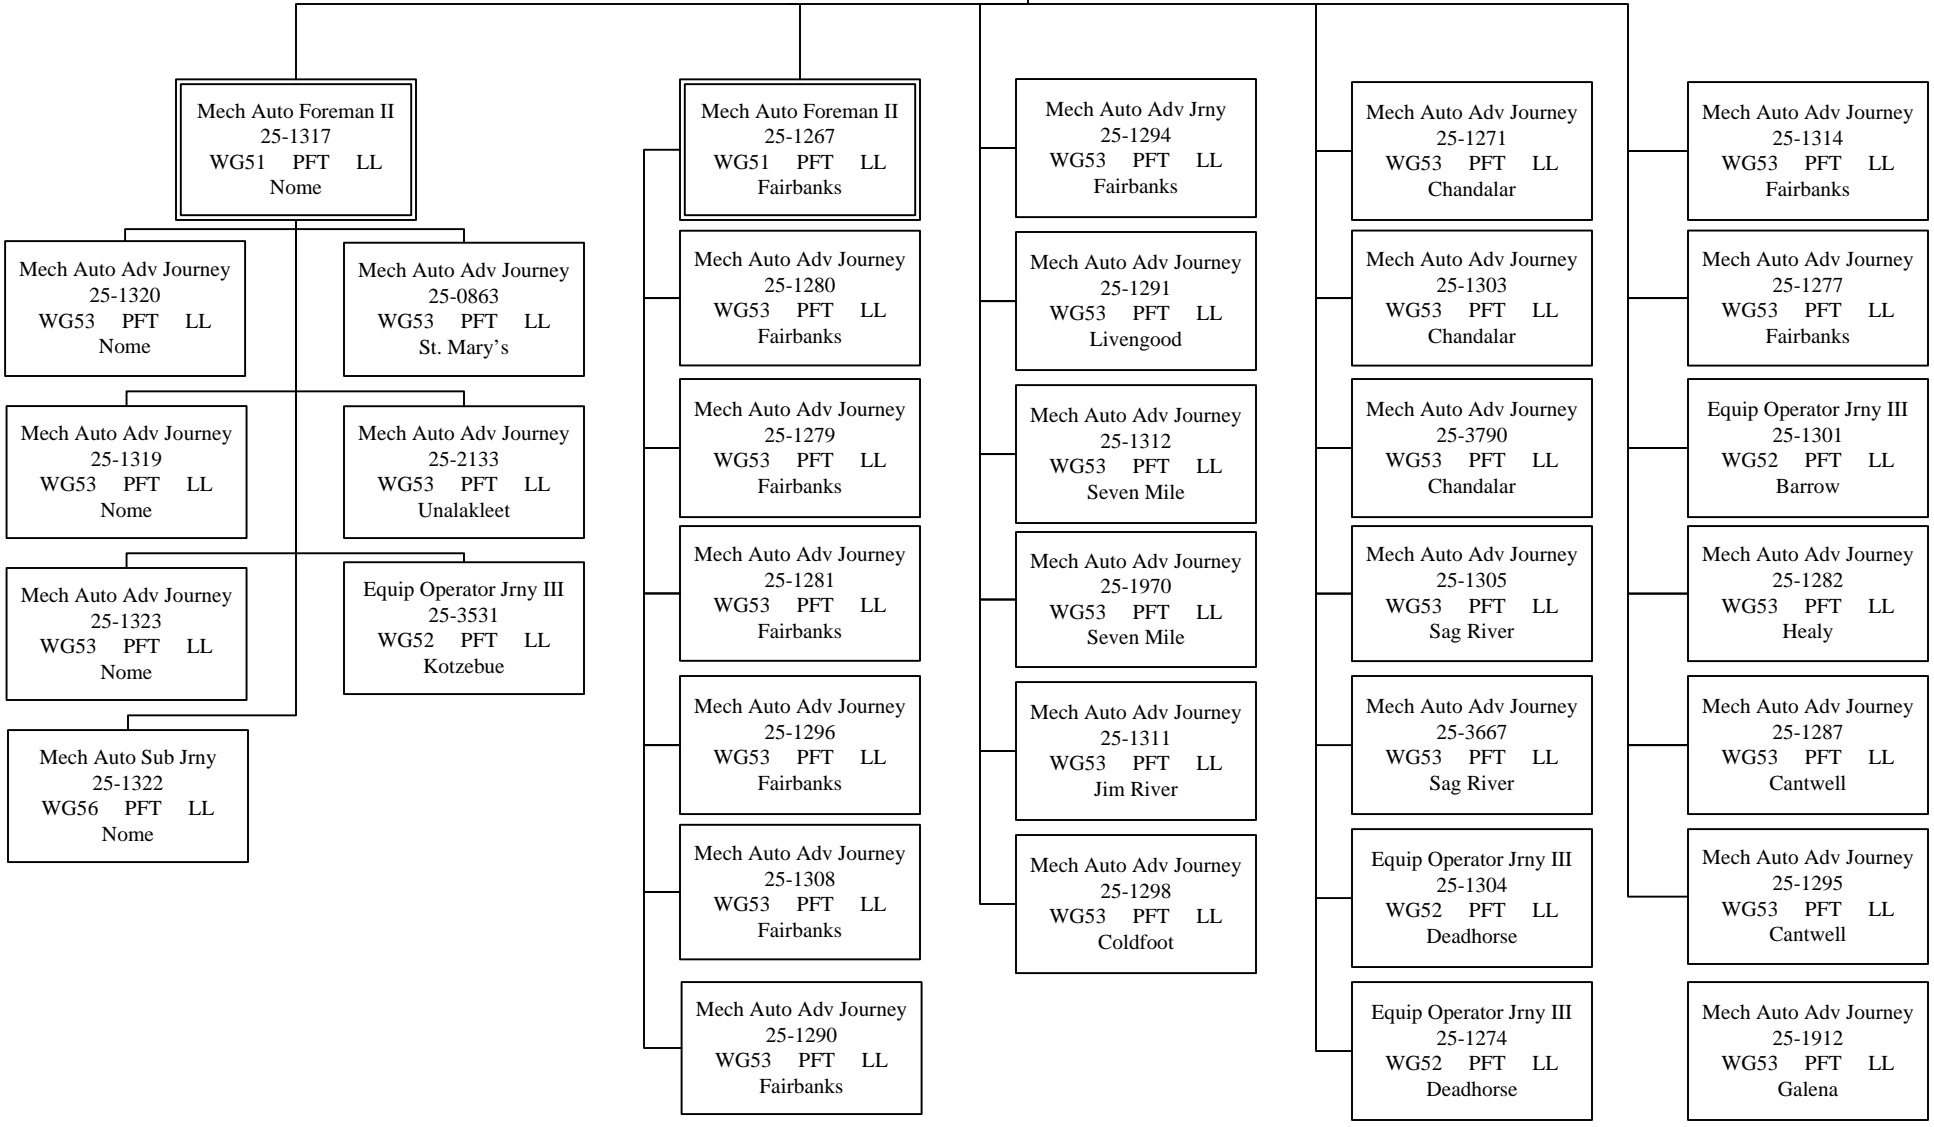 Mech Auto Foreman II
25-1317
WG51 PFT LL
Nome
Mech Auto Adv Journey
25-1320
WG53 PFT LL
Nome
Mech Auto Adv Journey
25-0863
WG53 PFT LL
St. Mary’s
Mech Auto Adv Journey
25-1319
WG53 PFT LL
Nome
Mech Auto Adv Journey
25-2133
WG53 PFT LL
Unalakleet
Mech Auto Adv Journey
25-1323
WG53 PFT LL
Nome
Equip Operator Jrny III
25-3531
WG52 PFT LL
Kotzebue
Mech Auto Sub Jrny
25-1322
WG56 PFT LL
Nome
Mech Auto Foreman II
25-1267
WG51 PFT LL
Fairbanks
Mech Auto Adv Journey
25-1280
WG53 PFT LL
Fairbanks
Mech Auto Adv Journey
25-1279
WG53 PFT LL
Fairbanks
Mech Auto Adv Journey
25-1281
WG53 PFT LL
Fairbanks
Mech Auto Adv Journey
25-1296
WG53 PFT LL
Fairbanks
Mech Auto Adv Journey
25-1308
WG53 PFT LL
Fairbanks
Mech Auto Adv Journey
25-1290
WG53 PFT LL
Fairbanks
Mech Auto Adv Jrny
25-1294
WG53 PFT LL
Fairbanks
Mech Auto Adv Journey
25-1291
WG53 PFT LL
Livengood
Mech Auto Adv Journey
25-1312
WG53 PFT LL
Seven Mile
Mech Auto Adv Journey
25-1970
WG53 PFT LL
Seven Mile
Mech Auto Adv Journey
25-1311
WG53 PFT LL
Jim River
Mech Auto Adv Journey
25-1298
WG53 PFT LL
Coldfoot
Mech Auto Adv Journey
25-1271
WG53 PFT LL
Chandalar
Mech Auto Adv Journey
25-1303
WG53 PFT LL
Chandalar
Mech Auto Adv Journey
25-3790
WG53 PFT LL
Chandalar
Mech Auto Adv Journey
25-1305
WG53 PFT LL
Sag River
Mech Auto Adv Journey
25-3667
WG53 PFT LL
Sag River
Equip Operator Jrny III
25-1304
WG52 PFT LL
Deadhorse
Equip Operator Jrny III
25-1274
WG52 PFT LL
Deadhorse
Mech Auto Adv Journey
25-1314
WG53 PFT LL
Fairbanks
Mech Auto Adv Journey
25-1277
WG53 PFT LL
Fairbanks
Equip Operator Jrny III
25-1301
WG52 PFT LL
Barrow
Mech Auto Adv Journey
25-1282
WG53 PFT LL
Healy
Mech Auto Adv Journey
25-1287
WG53 PFT LL
Cantwell
Mech Auto Adv Journey
25-1295
WG53 PFT LL
Cantwell
Mech Auto Adv Journey
25-1912
WG53 PFT LL
Galena